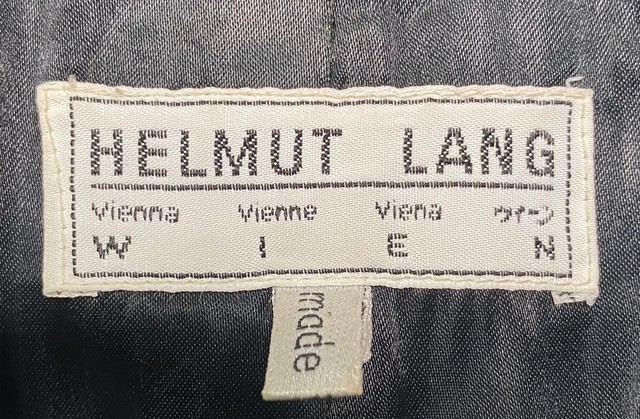 HELMUT LANG
Vienna Vienne Viena ウィーン
W I E N
made